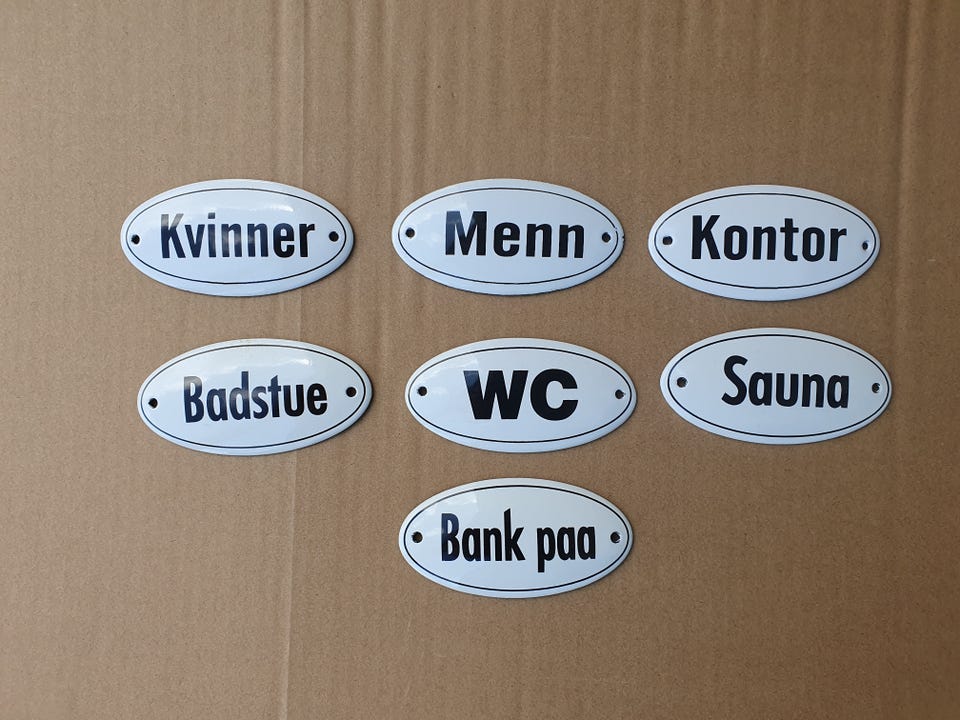 Kvinner
Menn
Kontor
Badstue
WC
Sauna
Bank paa